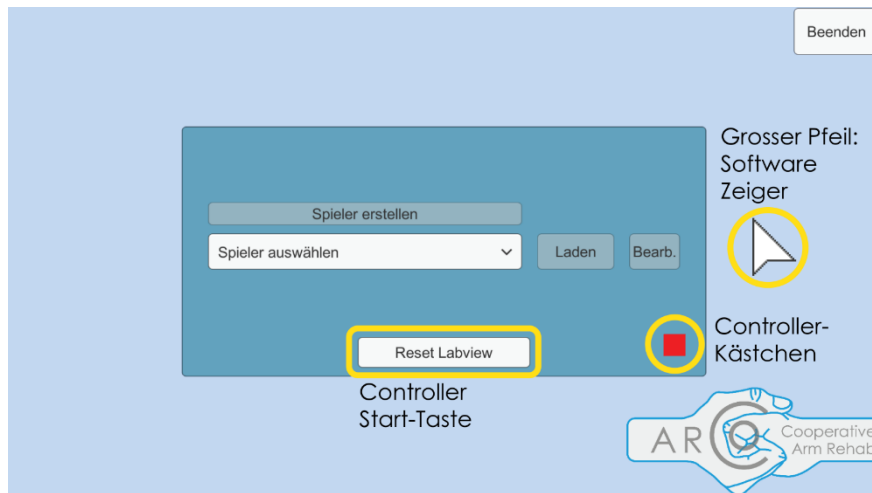 Beenden
Grosser Pfeil:
Software
Zeiger
Spieler erstellen
Spieler auswählen
Laden
Bearb.
Controller-
Kästchen
Reset Labview
Controller
Start-Taste
AR
Cooperative
Arm Rehab